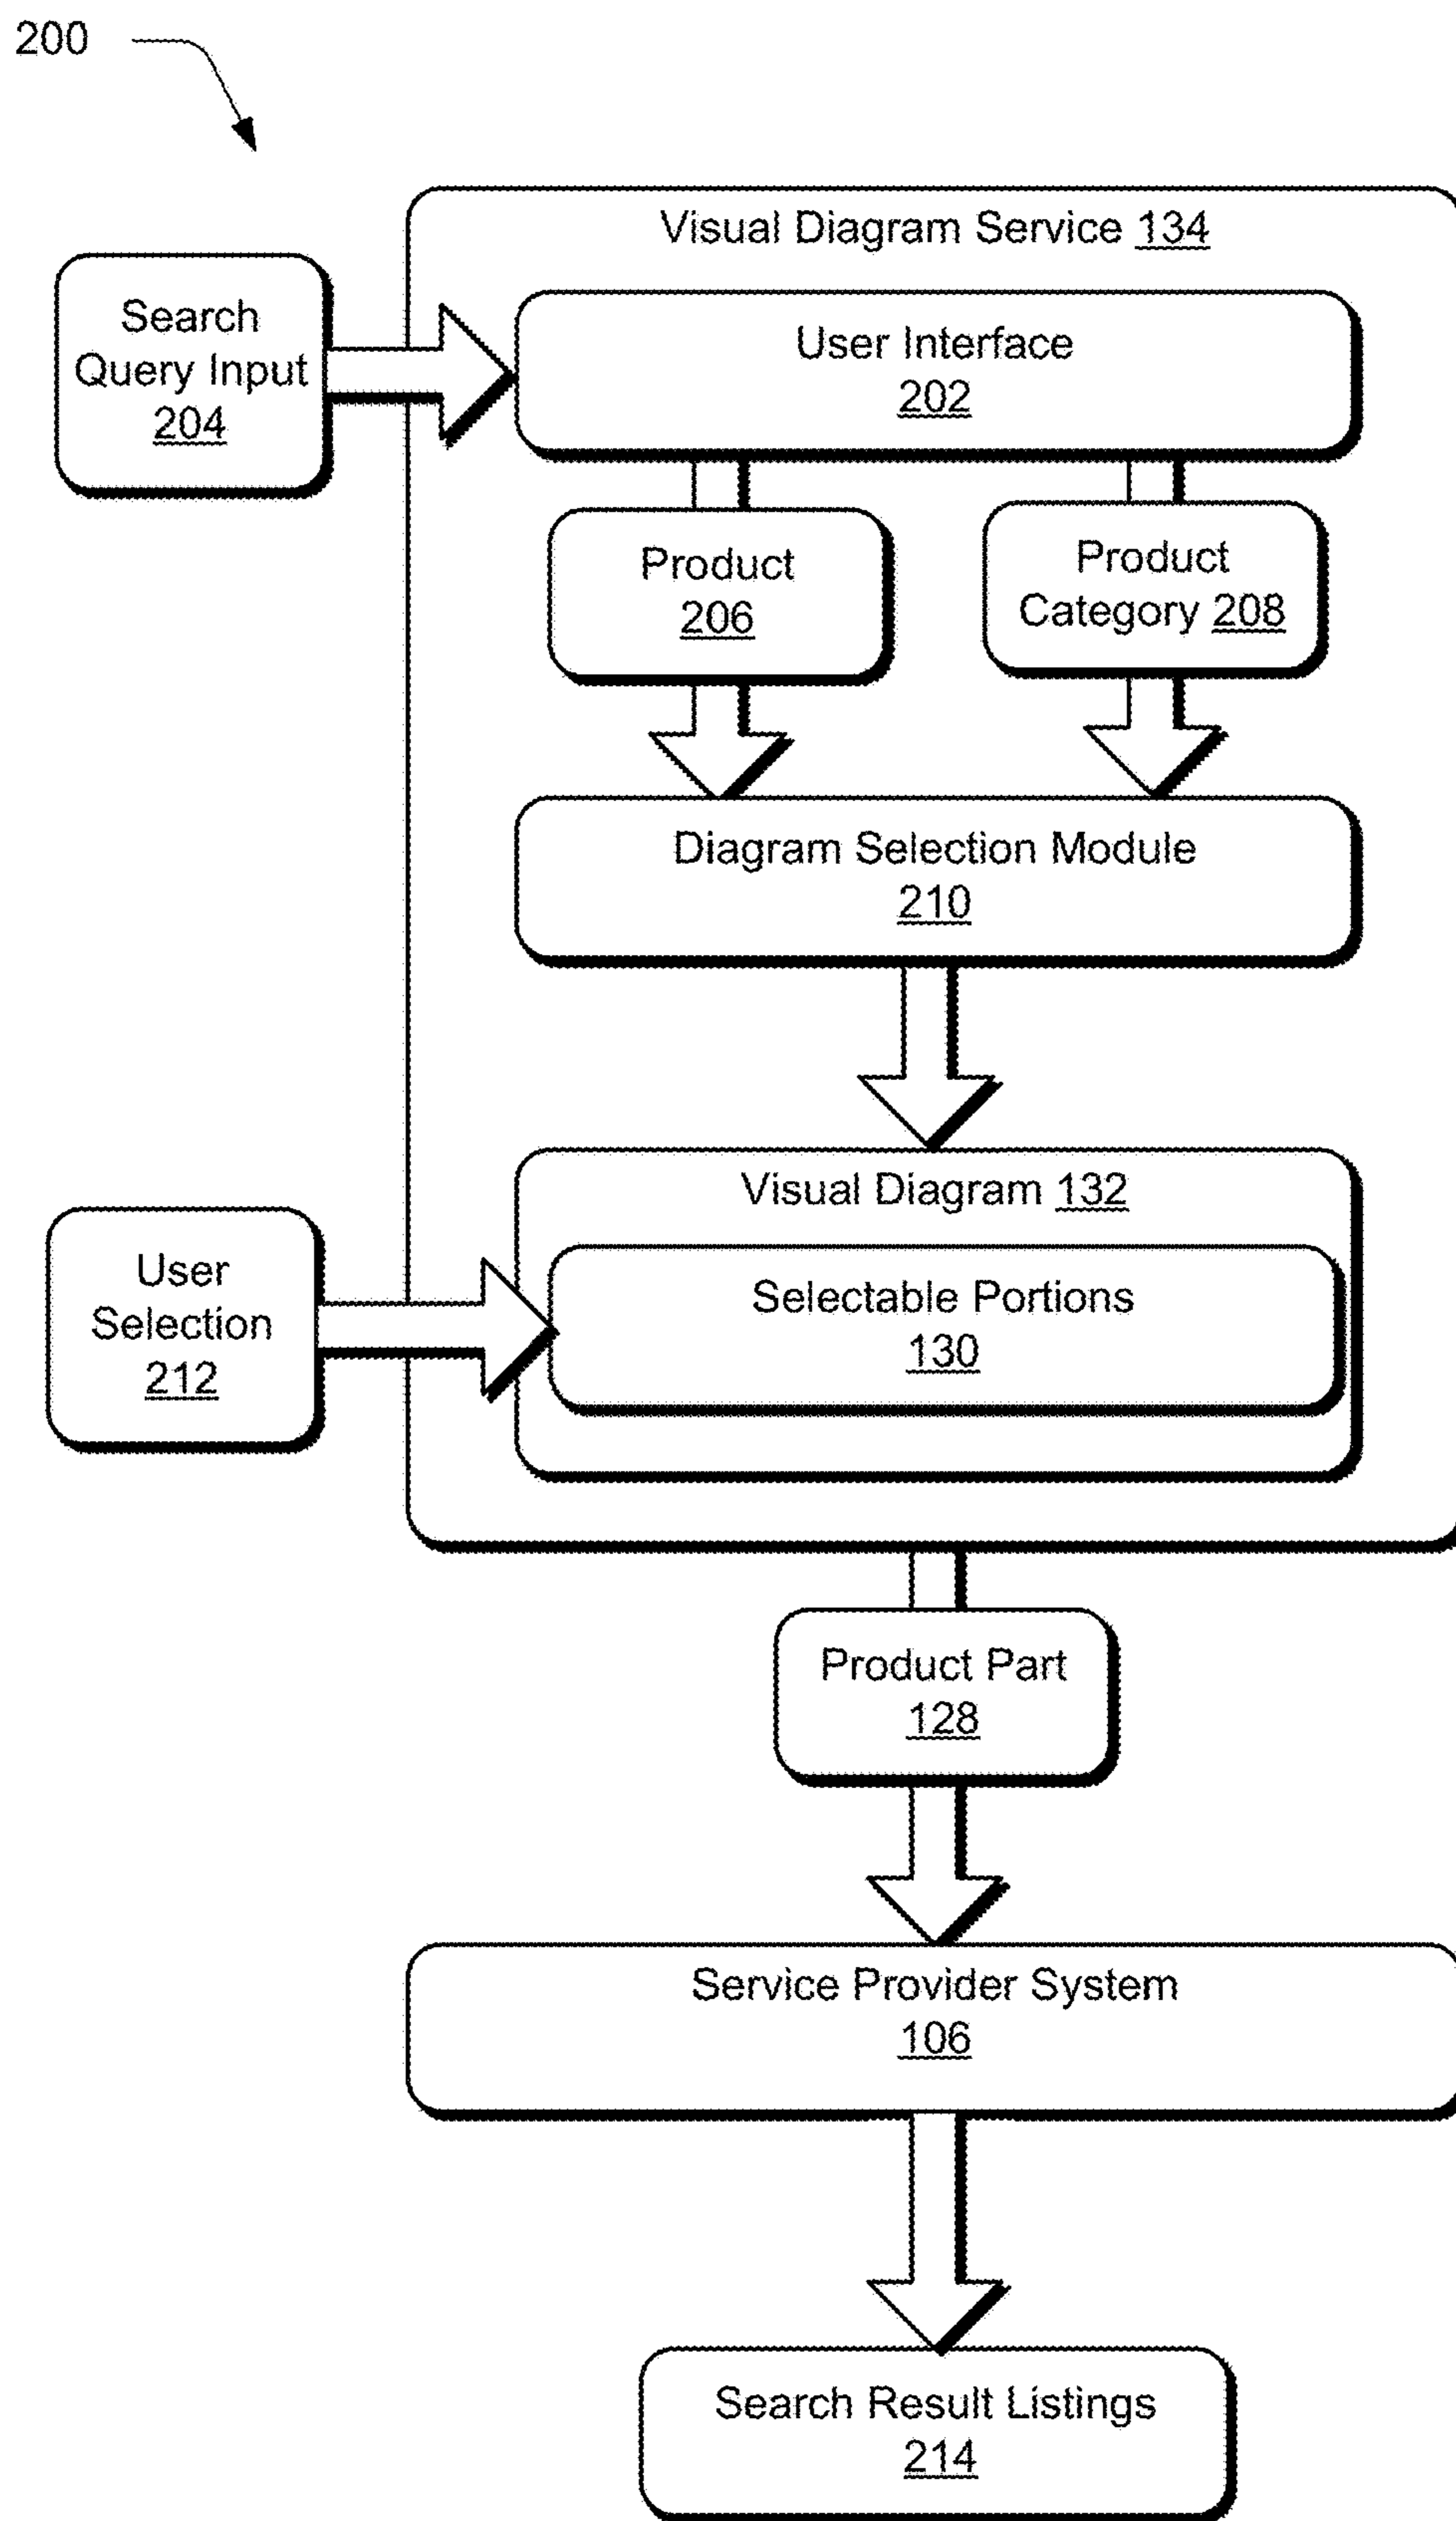 200
Visual Diagram Service 134
Search
Query Input
204
User Interface
202
Product
206
Product
Category 208
Diagram Selection Module
210
Visual Diagram 132
User
Selection
212
Selectable Portions
130
Product Part
128
Service Provider System
106
Search Result Listings
214